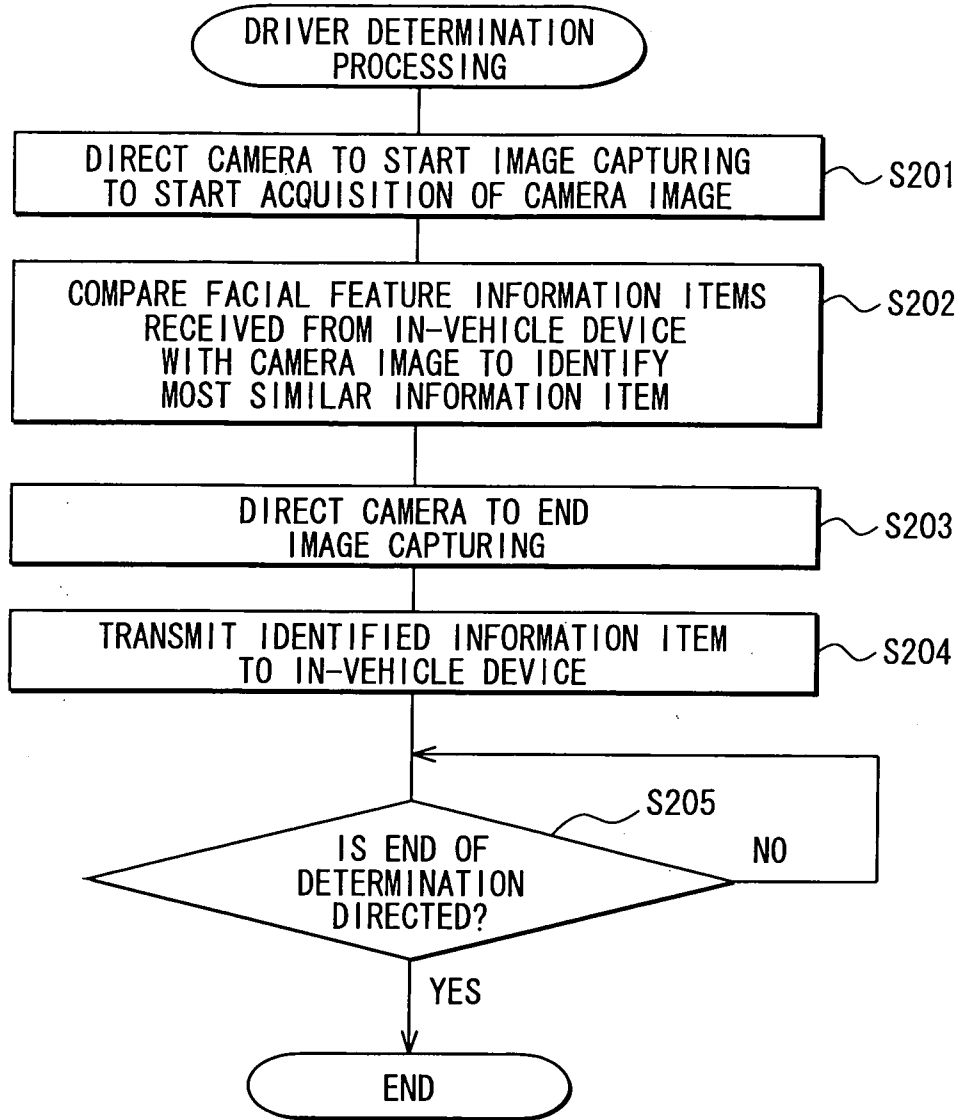 DRIVER DETERMINATION
PROCESSING
DIRECT CAMERA TO START IMAGE CAPTURING
TO START ACQUISITION OF CAMERA IMAGE
S201
COMPARE FACIAL FEATURE INFORMATION ITEMS
RECEIVED FROM IN-VEHICLE DEVICE
WITH CAMERA IMAGE TO IDENTIFY
MOST SIMILAR INFORMATION ITEM
S202
DIRECT CAMERA TO END
IMAGE CAPTURING
S203
TRANSMIT IDENTIFIED INFORMATION ITEM
TO IN-VEHICLE DEVICE
S204
S205
IS END OF
DETERMINATION
DIRECTED?
NO
YES
END